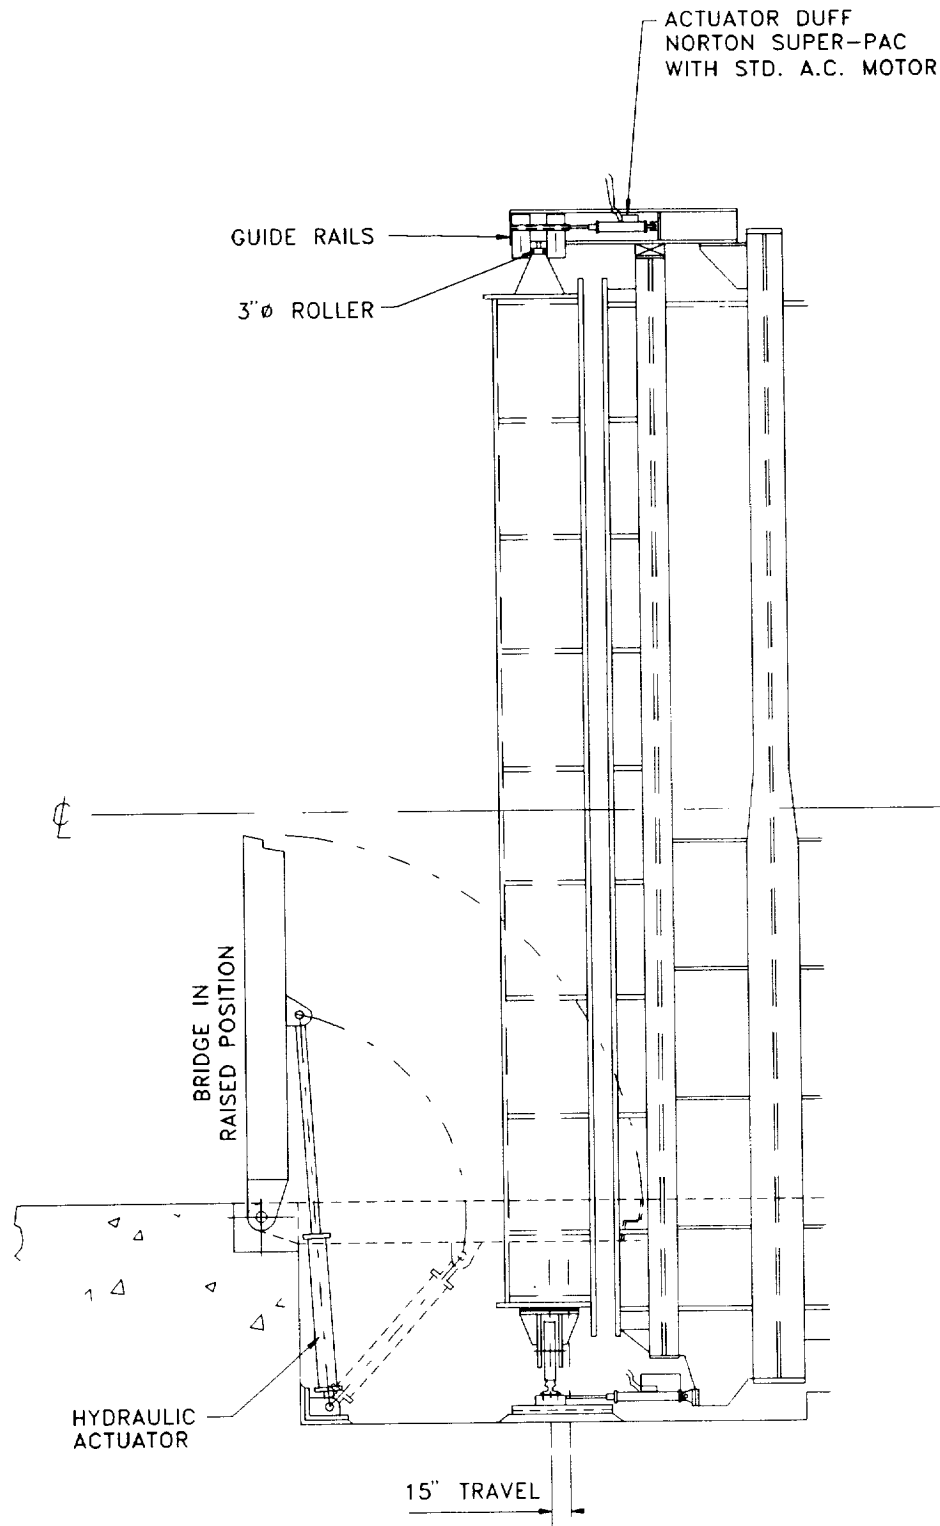 ACTUATOR DUFF
NORTON SUPER-PAC
WITH STD. A.C. MOTOR
GUIDE RAILS
3"ø ROLLER
℄
BRIDGE IN
RAISED POSITION
HYDRAULIC
ACTUATOR
15" TRAVEL